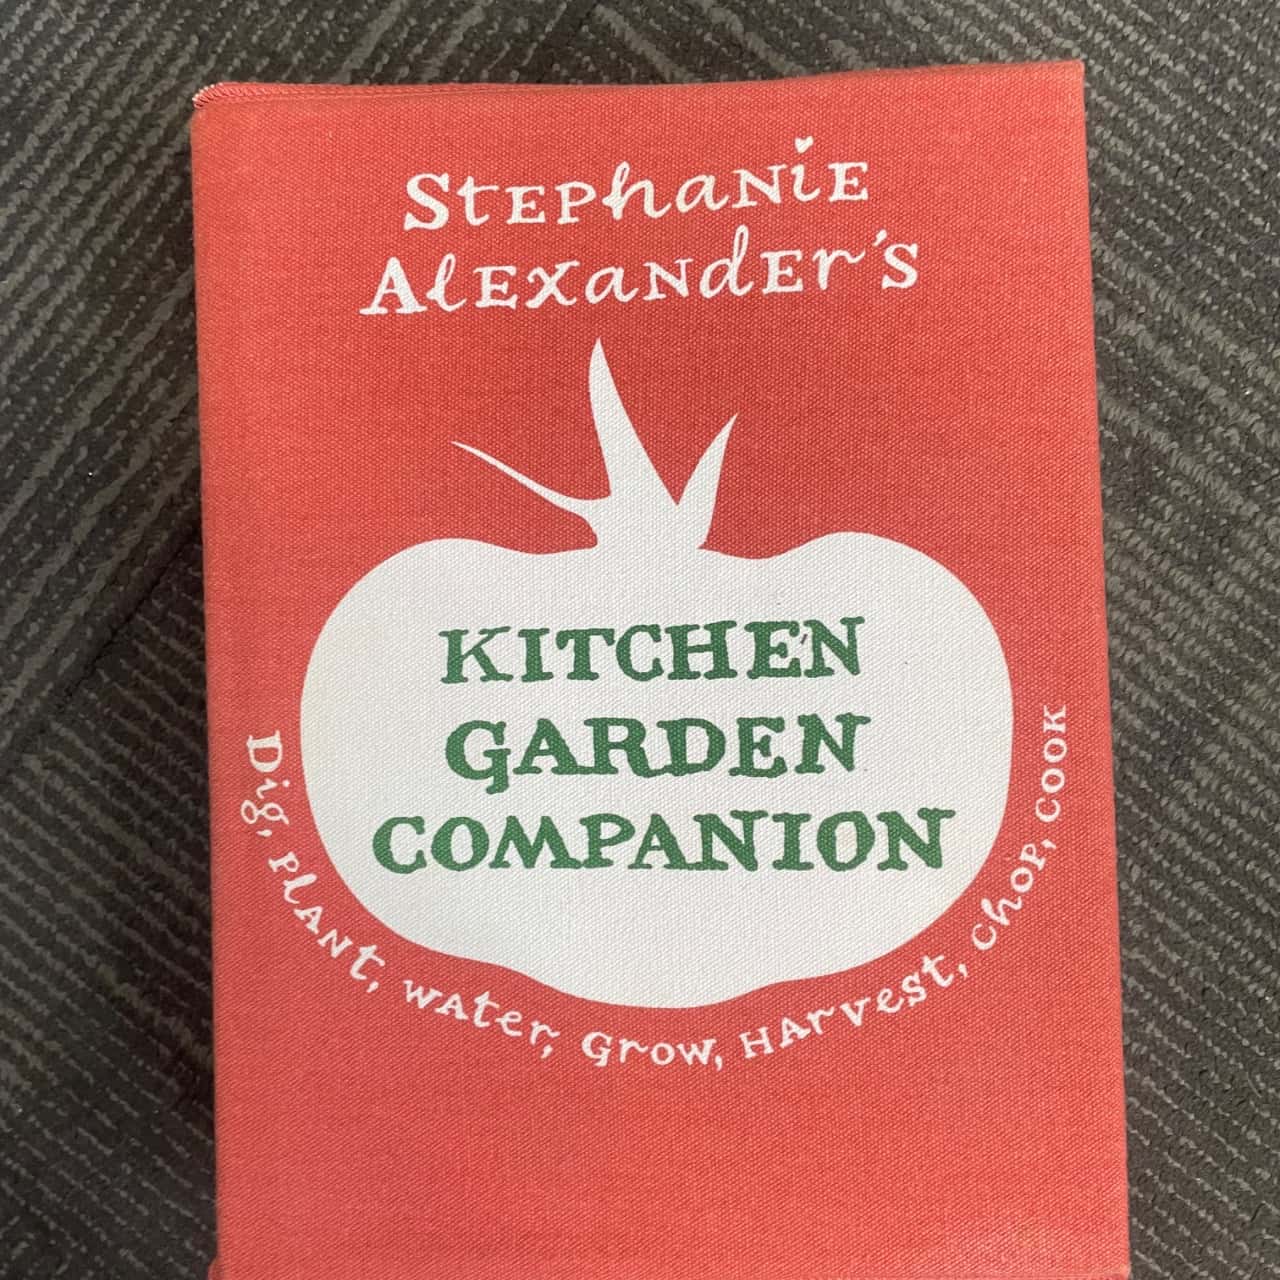 Stephanie
Alexander's
KITCHEN
GARDEN
COMPANION
Dig, plant, water, grow, harvest, chop, cook